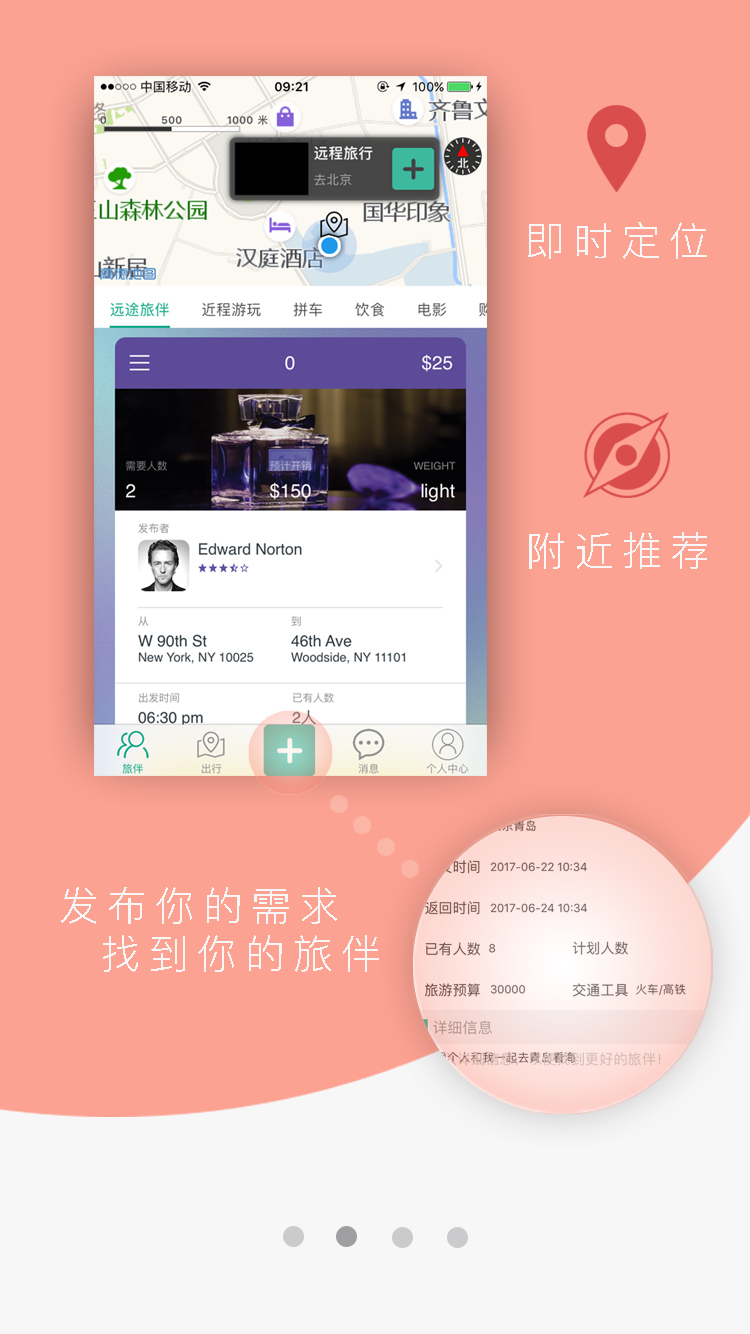 中国移动
09:21
100%
0
500
1000 米
齐鲁文
远程旅行
去北京
北
山森林公园
国华印象
汉庭酒店
新居
即时定位
远途旅伴
近程游玩
拼车
饮食
电影
0
$25
需要人数
预计开销
WEIGHT
2
$150
light
附近推荐
发布者
Edward Norton
从
到
W 90th St
46th Ave
New York, NY 10025
Woodside, NY 11101
出发时间
已有人数
06:30 pm
2人
旅伴
出行
消息
个人中心
发布你的需求
找到你的旅伴
东青岛
发时间 2017-06-22 10:34
返回时间 2017-06-24 10:34
已有人数 8 计划人数
旅游预算 30000 交通工具 火车/高铁
详细信息
个人和我一起去青岛看海
到更好的旅伴!